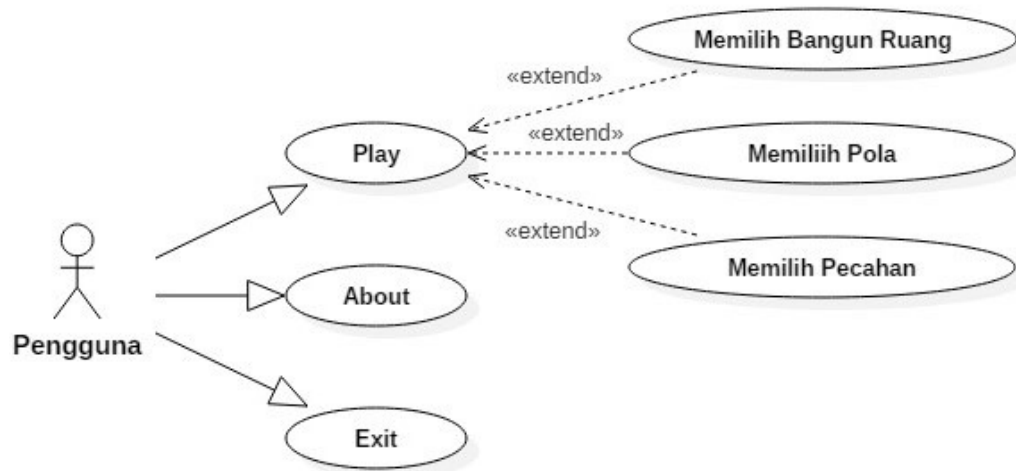 Memilih Bangun Ruang
«extend»
«extend»
Play
Memiliih Pola
«extend»
Memilih Pecahan
About
Pengguna
Exit